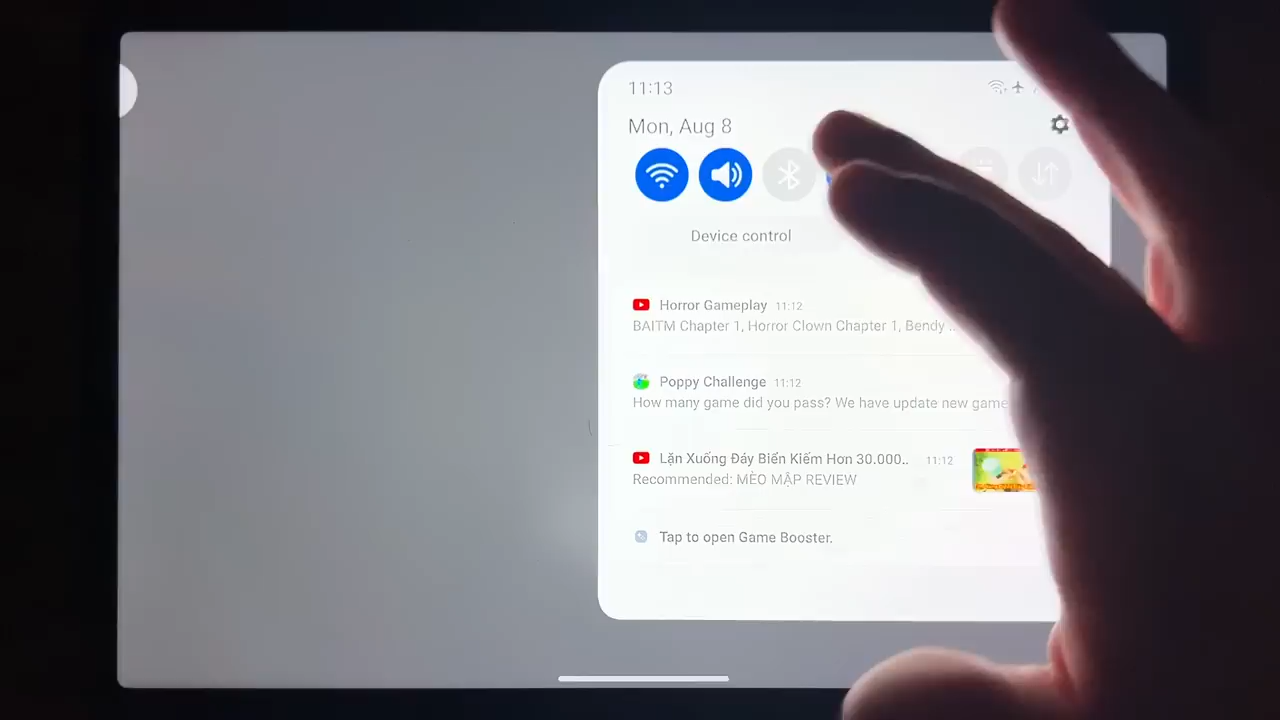 11:13
Mon, Aug 8
Device control
Horror Gameplay 11:12
BAITM Chapter 1, Horror Clown Chapter 1, Bendy ...
Poppy Challenge 11:12
How many game did you pass? We have update new game
Lặn Xuống Đáy Biển Kiếm Hơn 30.000.. 11:12
Recommended: MÈO MẬP REVIEW
Tap to open Game Booster.